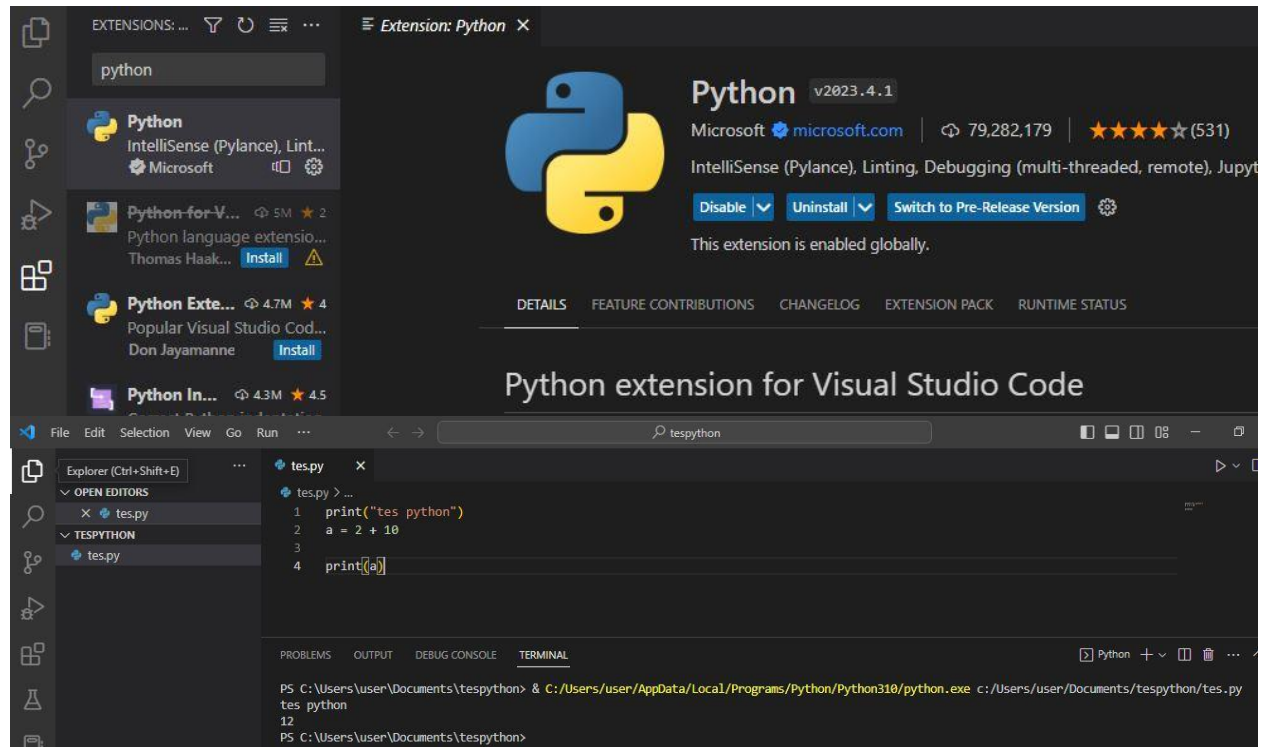 EXTENSIONS: ... ...
Extension: Python
python
Python
IntelliSense (Pylance), Lint...
Microsoft
Python for V... 5M 2
Python language extensio...
Thomas Haak... Install
Python Exte... 4.7M 4
Popular Visual Studio Cod...
Don Jayamanne Install
Python In... 4.3M 4.5
Python v2023.4.1
Microsoft microsoft.com 79,282,179 (531)
IntelliSense (Pylance), Linting, Debugging (multi-threaded, remote), Jupyt
Disable Uninstall Switch to Pre-Release Version
This extension is enabled globally.
DETAILS FEATURE CONTRIBUTIONS CHANGELOG EXTENSION PACK RUNTIME STATUS
Python extension for Visual Studio Code
File Edit Selection View Go Run ... tespython
Explorer (Ctrl+Shift+E) ...
OPEN EDITORS
tes.py
TESPYTHON
tes.py
tes.py
tes.py > ...
1 print("tes python")
2 a = 2 + 10
3
4 print(a)
PROBLEMS OUTPUT DEBUG CONSOLE TERMINAL Python ...
PS C:\Users\user\Documents\tespython> & C:/Users/user/AppData/Local/Programs/Python/Python310/python.exe c:/Users/user/Documents/tespython/tes.py
tes python
12
PS C:\Users\user\Documents\tespython>